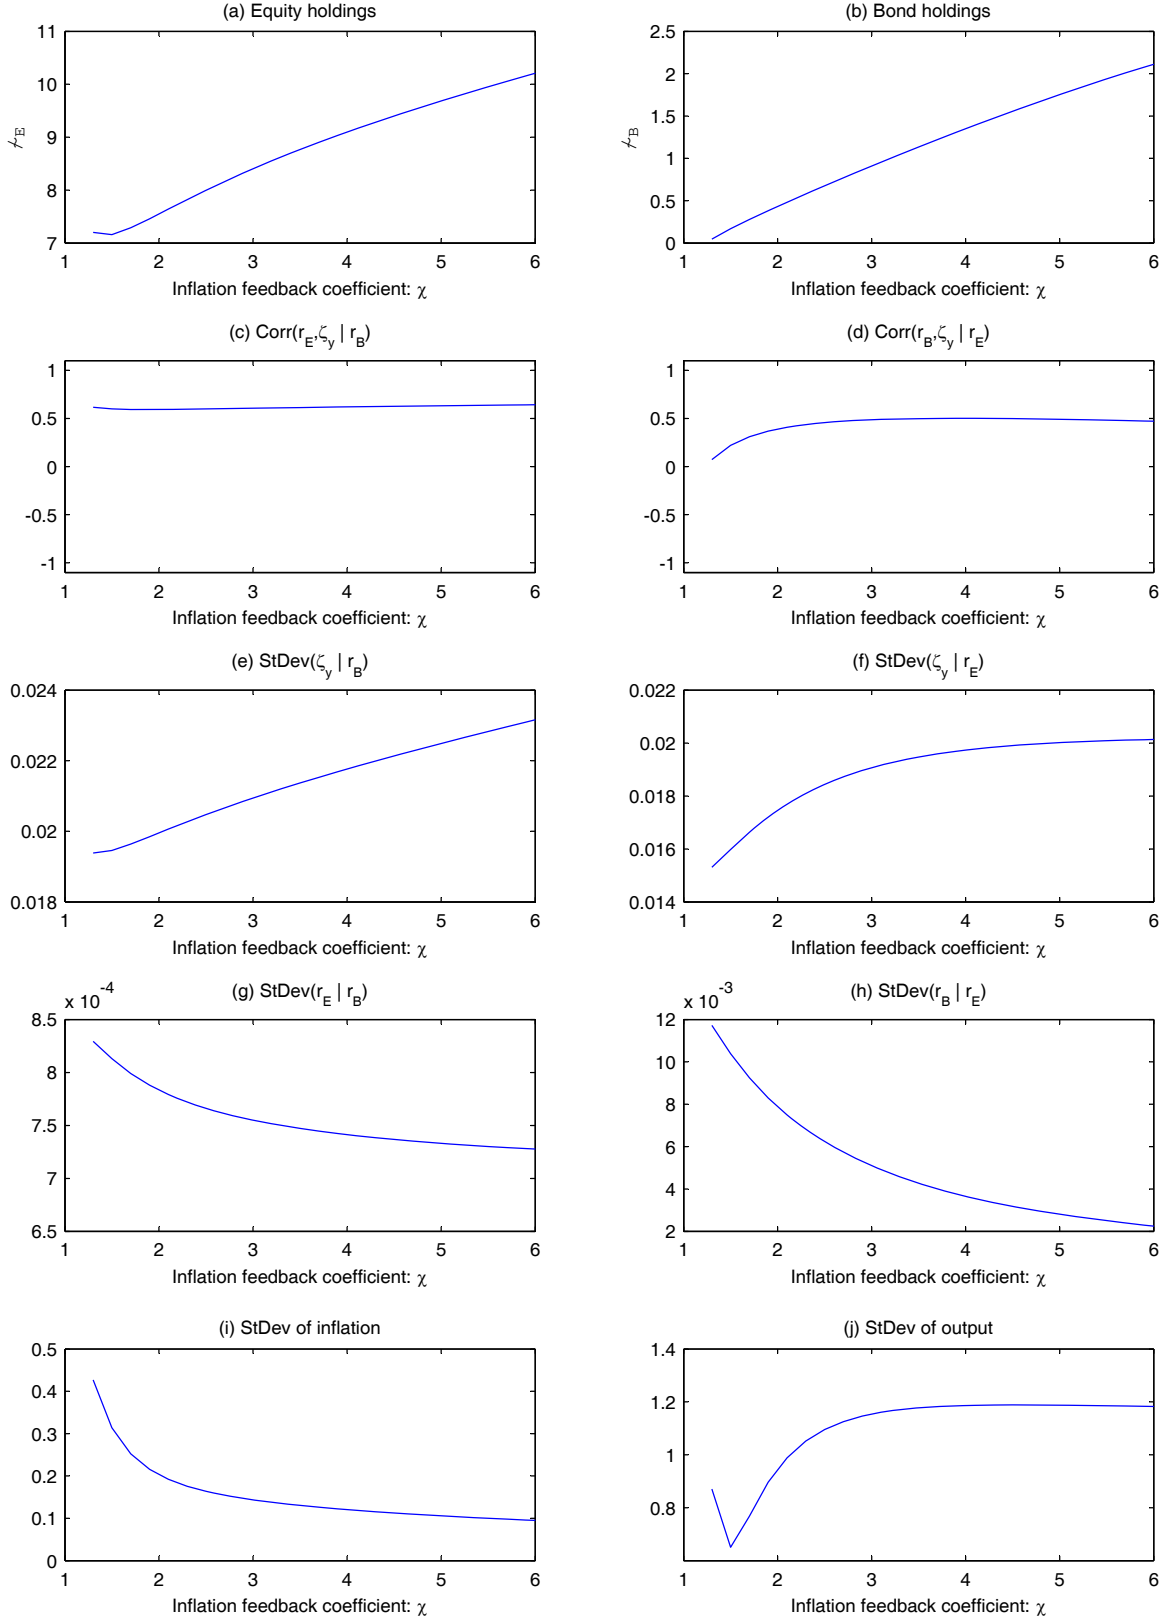 (a) Equity holdings
11
10
9
8
7
1 2 3 4 5 6
Inflation feedback coefficient: χ
(b) Bond holdings
2.5
2
1.5
1
0.5
0
1 2 3 4 5 6
Inflation feedback coefficient: χ
(c) Corr(r_E,ζ_y | r_B)
1
0.5
0
-0.5
-1
1 2 3 4 5 6
Inflation feedback coefficient: χ
(d) Corr(r_B,ζ_y | r_E)
1
0.5
0
-0.5
-1
1 2 3 4 5 6
Inflation feedback coefficient: χ
(e) StDev(ζ_y | r_B)
0.024
0.022
0.02
0.018
1 2 3 4 5 6
Inflation feedback coefficient: χ
(f) StDev(ζ_y | r_E)
0.022
0.02
0.018
0.016
0.014
1 2 3 4 5 6
Inflation feedback coefficient: χ
(g) StDev(r_E | r_B)
x 10^-4
8.5
8
7.5
7
6.5
1 2 3 4 5 6
Inflation feedback coefficient: χ
(h) StDev(r_B | r_E)
x 10^-3
12
10
8
6
4
2
1 2 3 4 5 6
Inflation feedback coefficient: χ
(i) StDev of inflation
0.5
0.4
0.3
0.2
0.1
0
1 2 3 4 5 6
Inflation feedback coefficient: χ
(j) StDev of output
1.4
1.2
1
0.8
1 2 3 4 5 6
Inflation feedback coefficient: χ